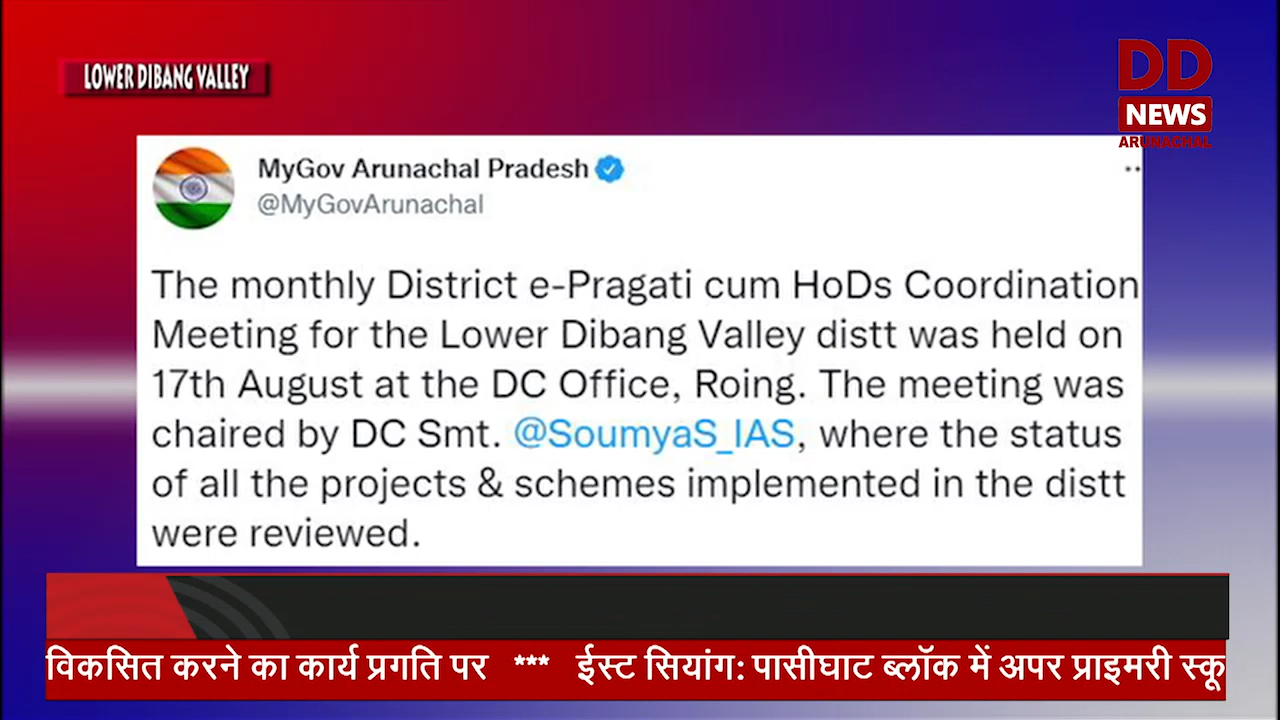 LOWER DIBANG VALLEY
DD
NEWS
ARUNACHAL
MyGov Arunachal Pradesh
@MyGovArunachal
The monthly District e-Pragati cum HoDs Coordination
Meeting for the Lower Dibang Valley distt was held on
17th August at the DC Office, Roing. The meeting was
chaired by DC Smt. @SoumyaS_IAS, where the status
of all the projects & schemes implemented in the distt
were reviewed.
विकसित करने का कार्य प्रगति पर *** ईस्ट सियांग: पासीघाट ब्लॉक में अपर प्राइमरी स्कू